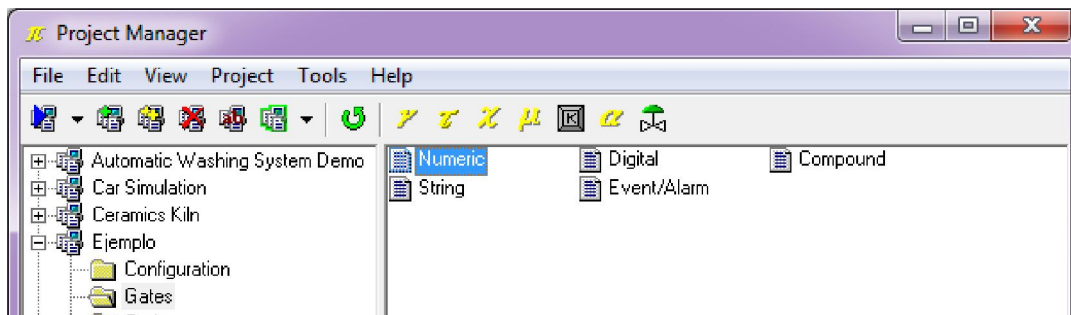 Project Manager
File Edit View Project Tools Help
γ τ χ μ K α
Automatic Washing System Demo
Car Simulation
Ceramics Kiln
Ejemplo
Configuration
Gates
Numeric Digital Compound
String Event/Alarm